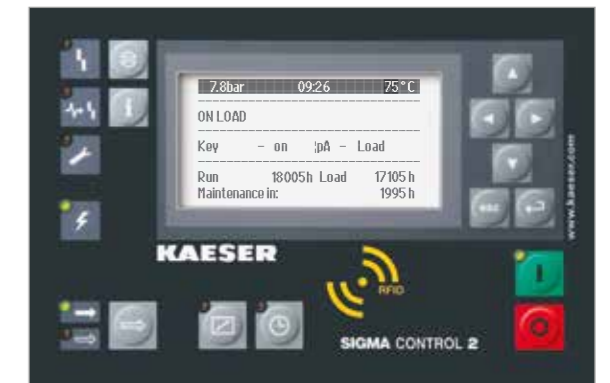 7.8bar 09:26 75°C
ON LOAD
Key - on ¦pA - Load
Run 18005h Load 17105h
Maintenance in: 1995h
esc
KAESER
RFID
SIGMA CONTROL 2
www.kaeser.com